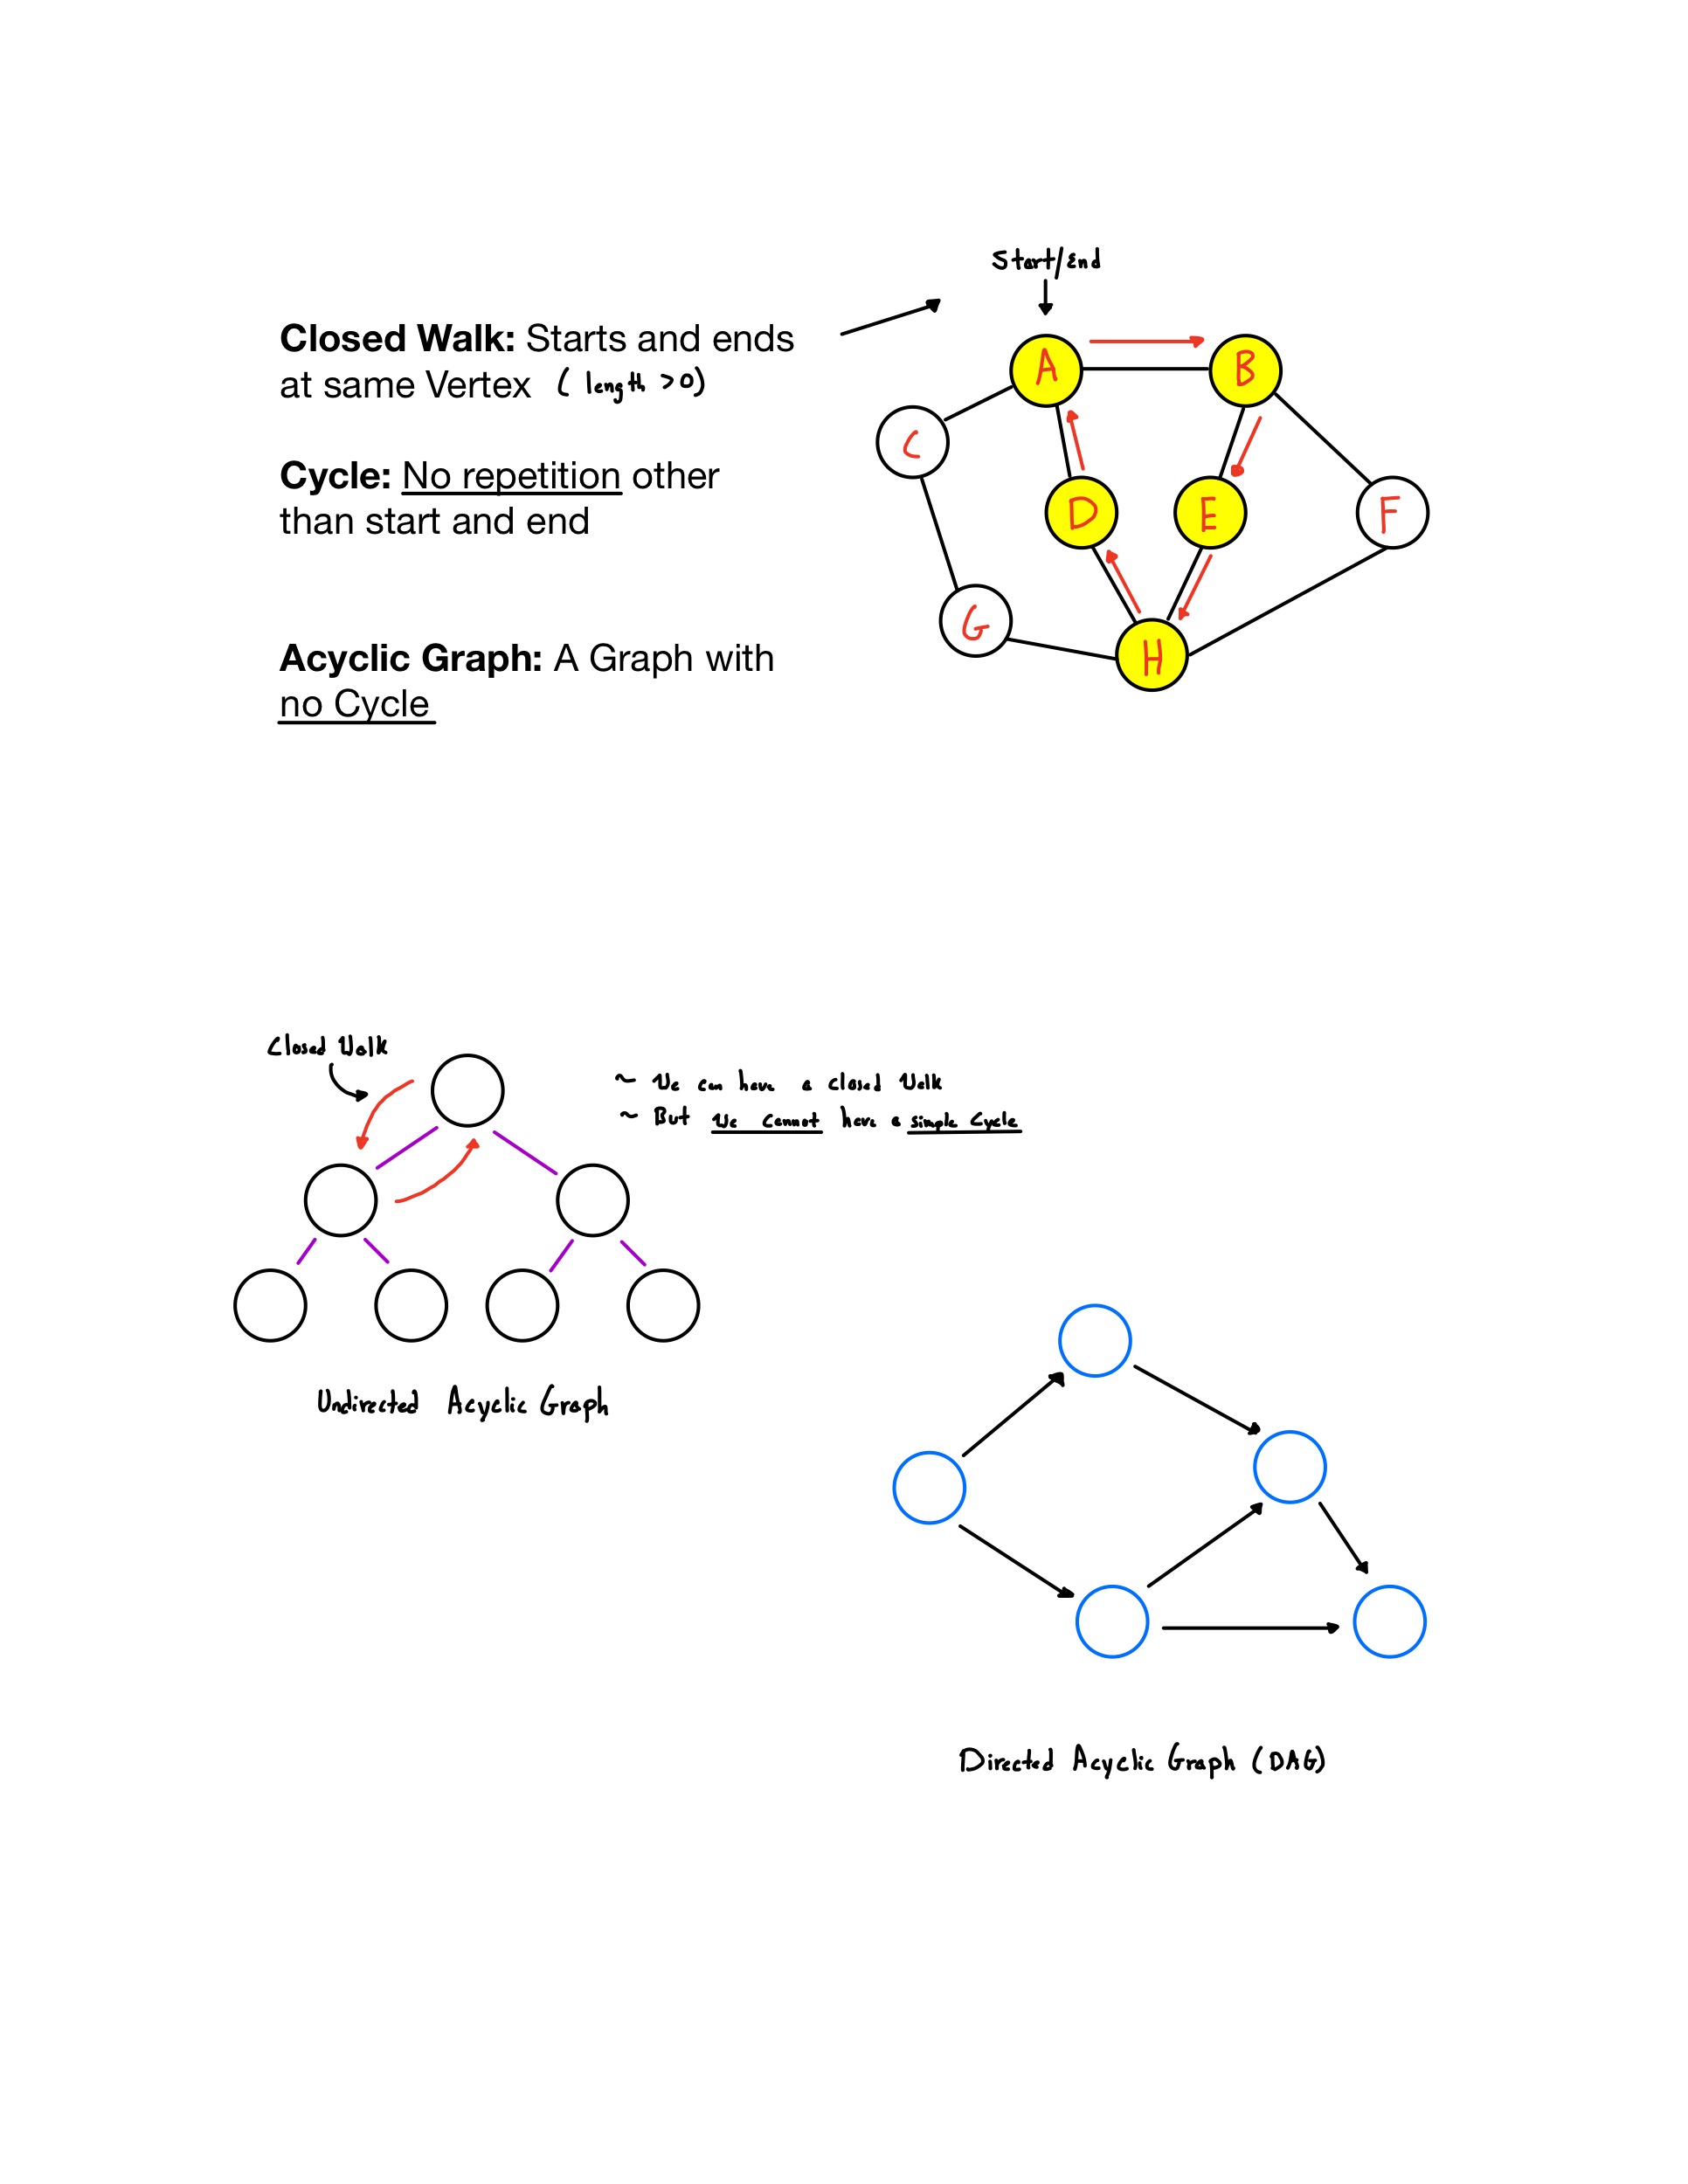 Start/End
Closed Walk: Starts and ends
at same Vertex ( length >0)
Cycle: No repetition other
than start and end
Acyclic Graph: A Graph with
no Cycle
A
B
C
D
E
F
G
H
Closed Walk
~ We can have a closed Walk
~ But We cannot have a simple Cycle
Undirected Acyclic Graph
Directed Acyclic Graph (DAG)